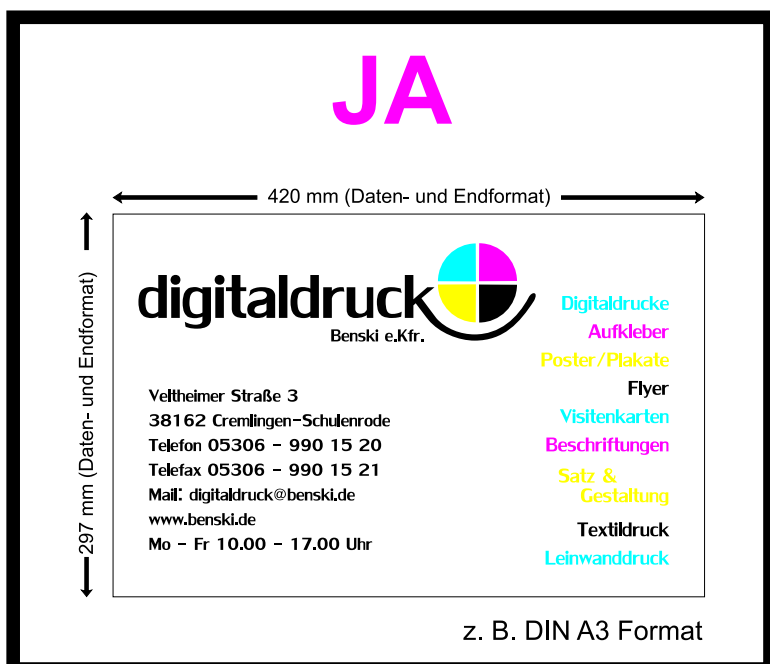 JA
420 mm (Daten- und Endformat)
297 mm (Daten- und Endformat)
digitaldruck
Benski e.Kfr.
Veltheimer Straße 3
38162 Cremlingen-Schulenrode
Telefon 05306 - 990 15 20
Telefax 05306 - 990 15 21
Mail: digitaldruck@benski.de
www.benski.de
Mo - Fr 10.00 - 17.00 Uhr
Digitaldrucke
Aufkleber
Poster/Plakate
Flyer
Visitenkarten
Beschriftungen
Satz &
Gestaltung
Textildruck
Leinwanddruck
z. B. DIN A3 Format